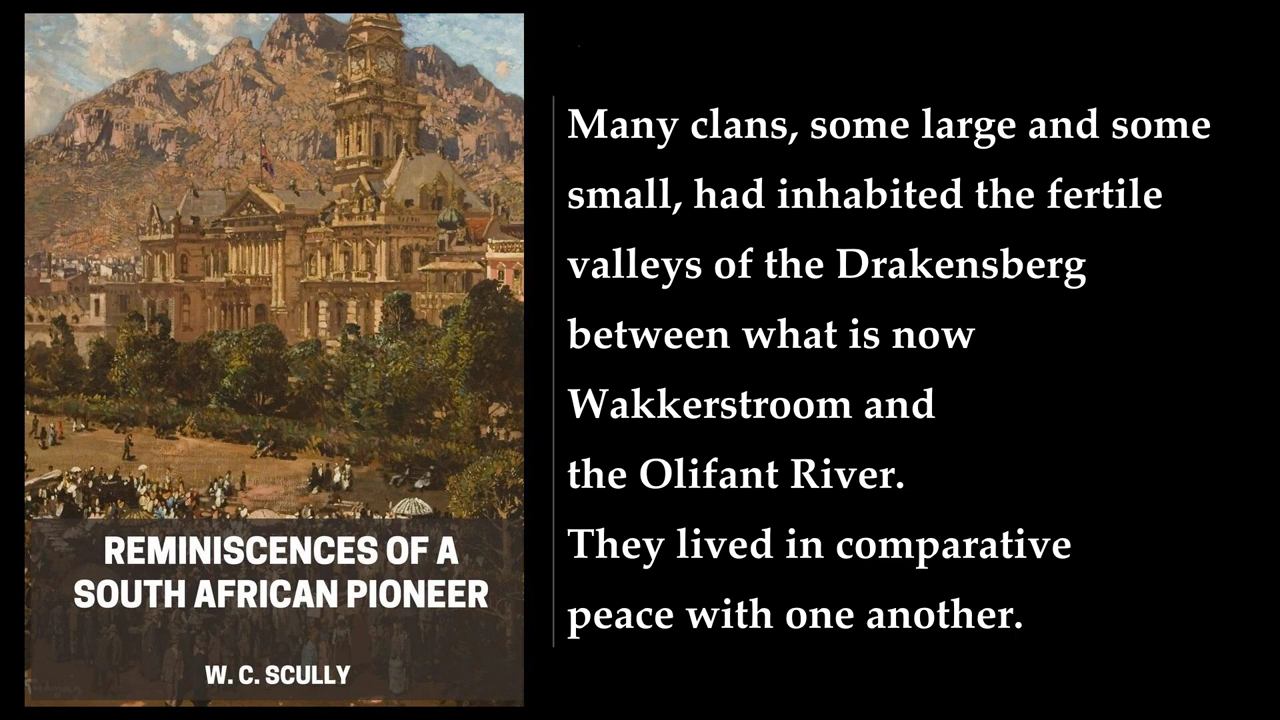 Many clans, some large and some
small, had inhabited the fertile
valleys of the Drakensberg
between what is now
Wakkerstroom and
the Olifant River.
They lived in comparative
peace with one another.
REMINISCENCES OF A
SOUTH AFRICAN PIONEER
W. C. SCULLY